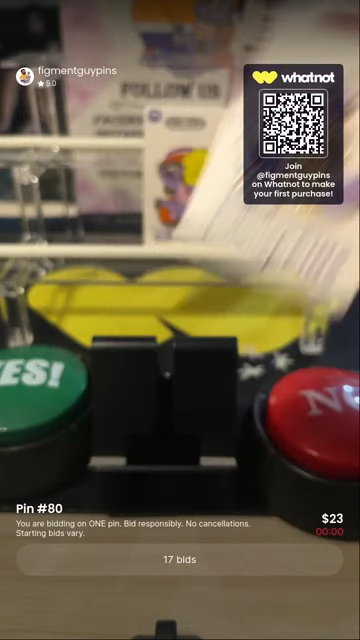 figmentguypins
5.0
whatnot
Join
@figmentguypins
on Whatnot to make
your first purchase!
FOLLOW US
YES!
NO
Pin #80
You are bidding on ONE pin. Bid responsibly. No cancellations.
Starting bids vary.
$23
00:00
17 bids